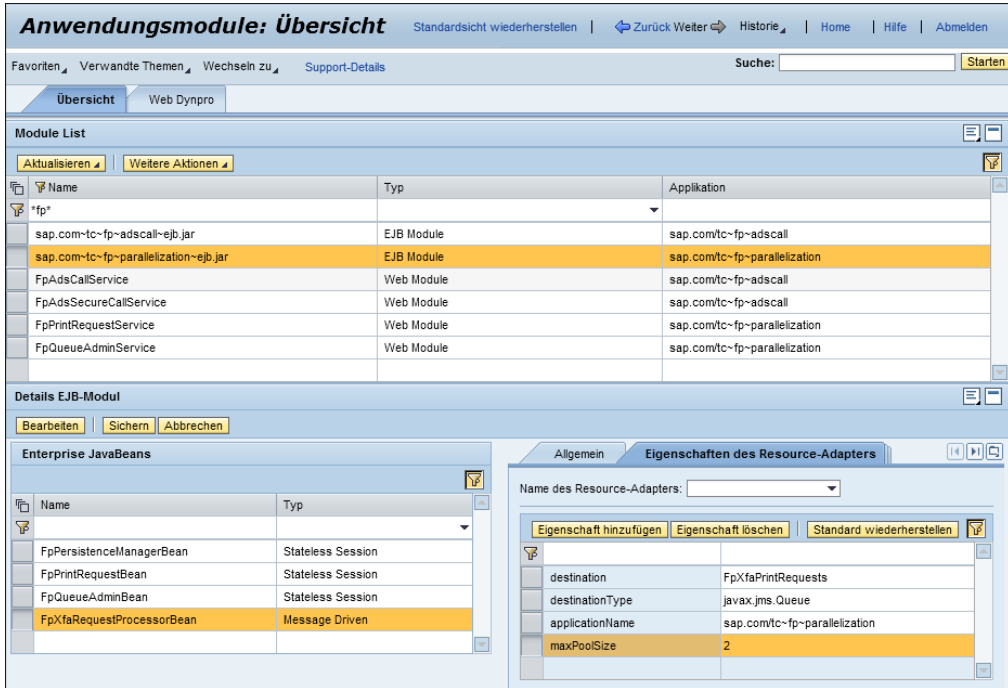 Anwendungsmodule: Übersicht Standardsicht wiederherstellen | Zurück Weiter Historie | Home | Hilfe | Abmelden
Favoriten Verwandte Themen Wechseln zu Support-Details Suche: Starten
Übersicht Web Dynpro
Module List
Aktualisieren Weitere Aktionen
Name Typ Applikation
*fp*
sap.com~tc~fp~adscall~ejb.jar EJB Module sap.com/tc~fp~adscall
sap.com~tc~fp~parallelization~ejb.jar EJB Module sap.com/tc~fp~parallelization
FpAdsCallService Web Module sap.com/tc~fp~adscall
FpAdsSecureCallService Web Module sap.com/tc~fp~adscall
FpPrintRequestService Web Module sap.com/tc~fp~parallelization
FpQueueAdminService Web Module sap.com/tc~fp~parallelization
Details EJB-Modul
Bearbeiten Sichern Abbrechen
Enterprise JavaBeans
Name Typ
FpPersistenceManagerBean Stateless Session
FpPrintRequestBean Stateless Session
FpQueueAdminBean Stateless Session
FpXfaRequestProcessorBean Message Driven
Allgemein Eigenschaften des Resource-Adapters
Name des Resource-Adapters:
Eigenschaft hinzufügen Eigenschaft löschen Standard wiederherstellen
destination FpXfaPrintRequests
destinationType javax.jms.Queue
applicationName sap.com/tc~fp~parallelization
maxPoolSize 2